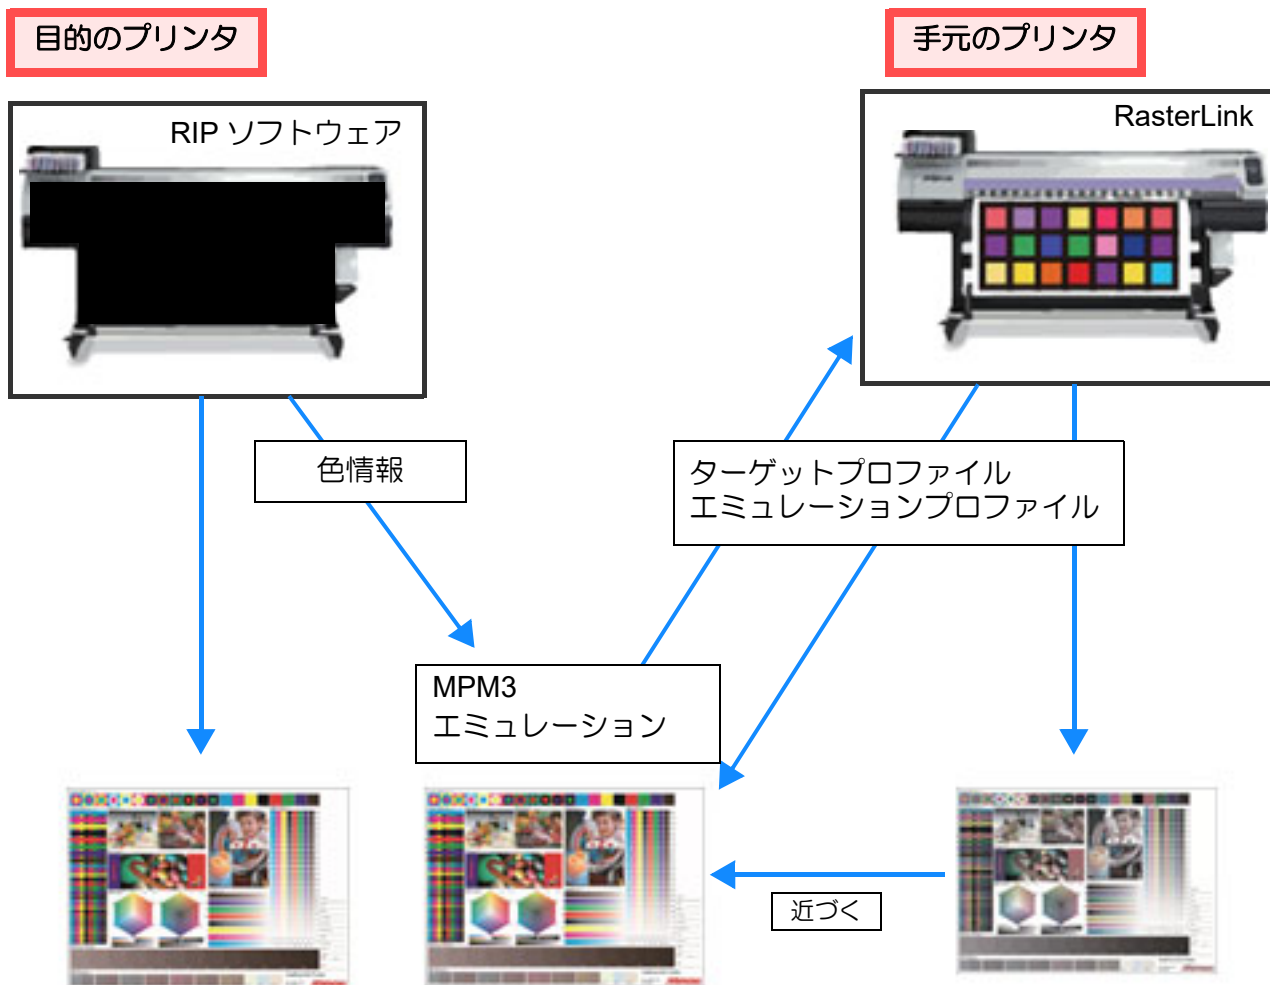 目的のプリンタ
手元のプリンタ
RIP ソフトウェア
RasterLink
色情報
ターゲットプロファイル
エミュレーションプロファイル
MPM3
エミュレーション
近づく